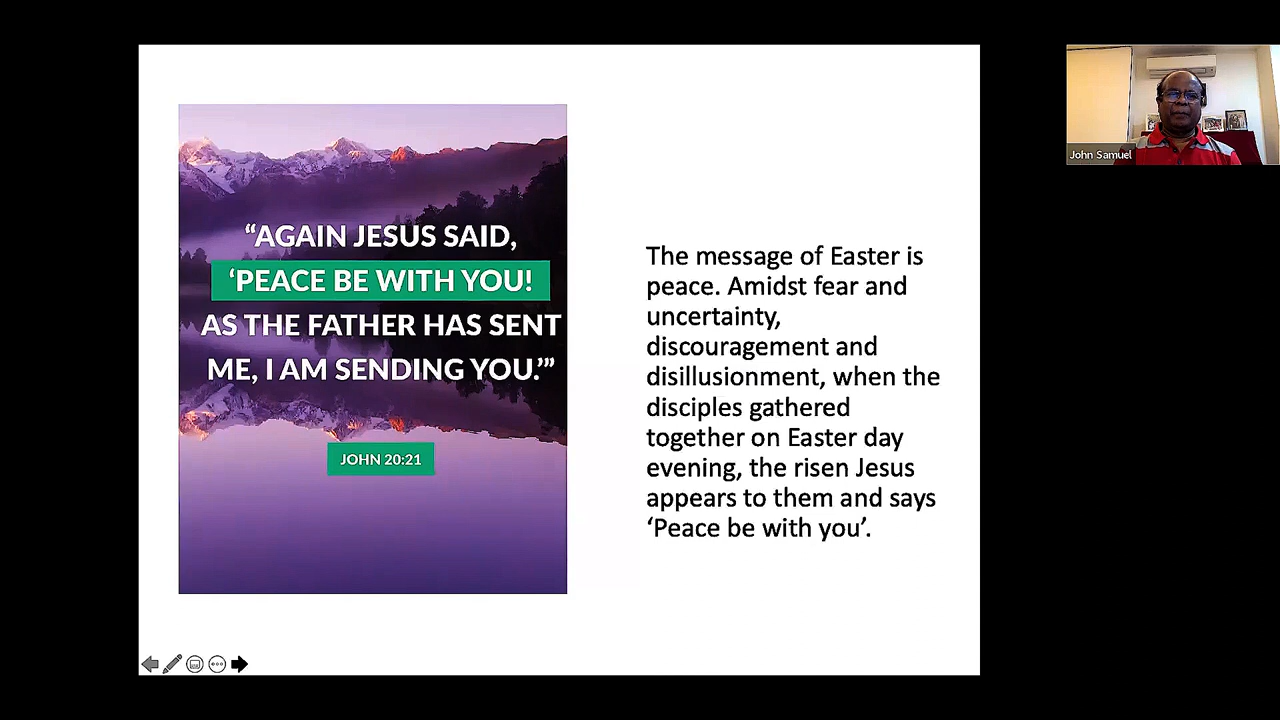 “AGAIN JESUS SAID,
‘PEACE BE WITH YOU!
AS THE FATHER HAS SENT
ME, I AM SENDING YOU.’”
JOHN 20:21
The message of Easter is
peace. Amidst fear and
uncertainty,
discouragement and
disillusionment, when the
disciples gathered
together on Easter day
evening, the risen Jesus
appears to them and says
‘Peace be with you’.
John Samuel